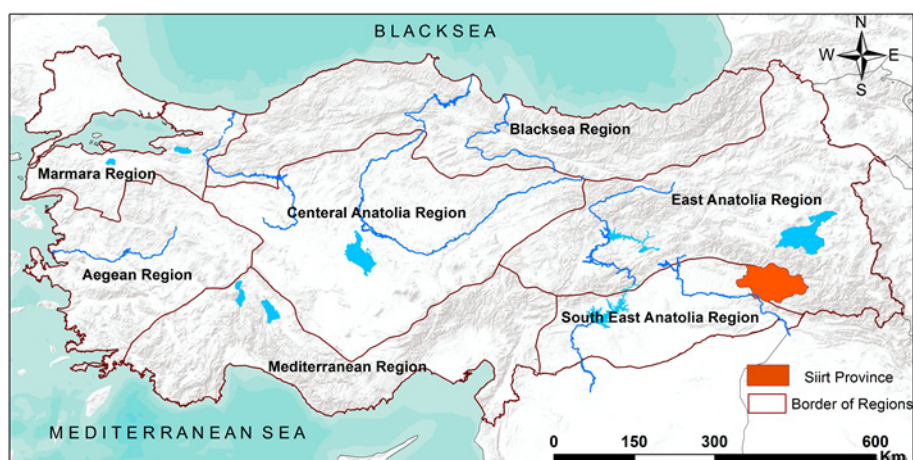 BLACKSEA
N
W E
S
Blacksea Region
Marmara Region
East Anatolia Region
Centeral Anatolia Region
Aegean Region
South East Anatolia Region
Mediterranean Region
Siirt Province
Border of Regions
MEDITERRANEAN SEA
0 150 300 600
Km.